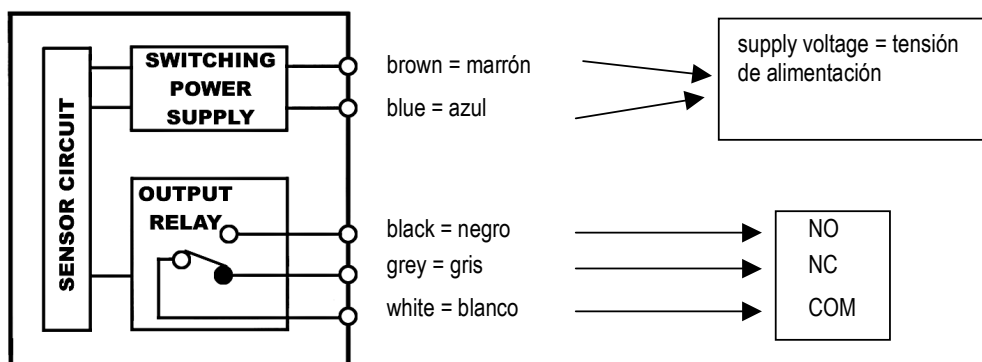 SENSOR CIRCUIT
SWITCHING
POWER
SUPPLY
brown = marrón
blue = azul
supply voltage = tensión
de alimentación
OUTPUT
RELAY
black = negro
grey = gris
white = blanco
NO
NC
COM